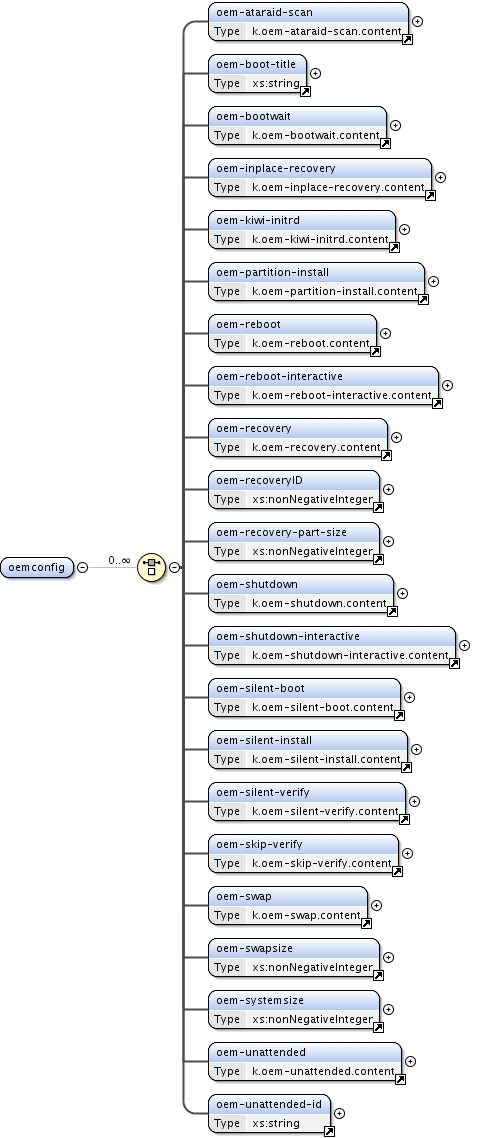 oem-ataraid-scan
Type k.oem-ataraid-scan.content
oem-boot-title
Type xs:string
oem-bootwait
Type k.oem-bootwait.content
oem-inplace-recovery
Type k.oem-inplace-recovery.content
oem-kiwi-initrd
Type k.oem-kiwi-initrd.content
oem-partition-install
Type k.oem-partition-install.content
oem-reboot
Type k.oem-reboot.content
oem-reboot-interactive
Type k.oem-reboot-interactive.content
oem-recovery
Type k.oem-recovery.content
oem-recoveryID
Type xs:nonNegativeInteger
oem-recovery-part-size
Type xs:nonNegativeInteger
oemconfig
0..∞
oem-shutdown
Type k.oem-shutdown.content
oem-shutdown-interactive
Type k.oem-shutdown-interactive.content
oem-silent-boot
Type k.oem-silent-boot.content
oem-silent-install
Type k.oem-silent-install.content
oem-silent-verify
Type k.oem-silent-verify.content
oem-skip-verify
Type k.oem-skip-verify.content
oem-swap
Type k.oem-swap.content
oem-swapsize
Type xs:nonNegativeInteger
oem-systemsize
Type xs:nonNegativeInteger
oem-unattended
Type k.oem-unattended.content
oem-unattended-id
Type xs:string